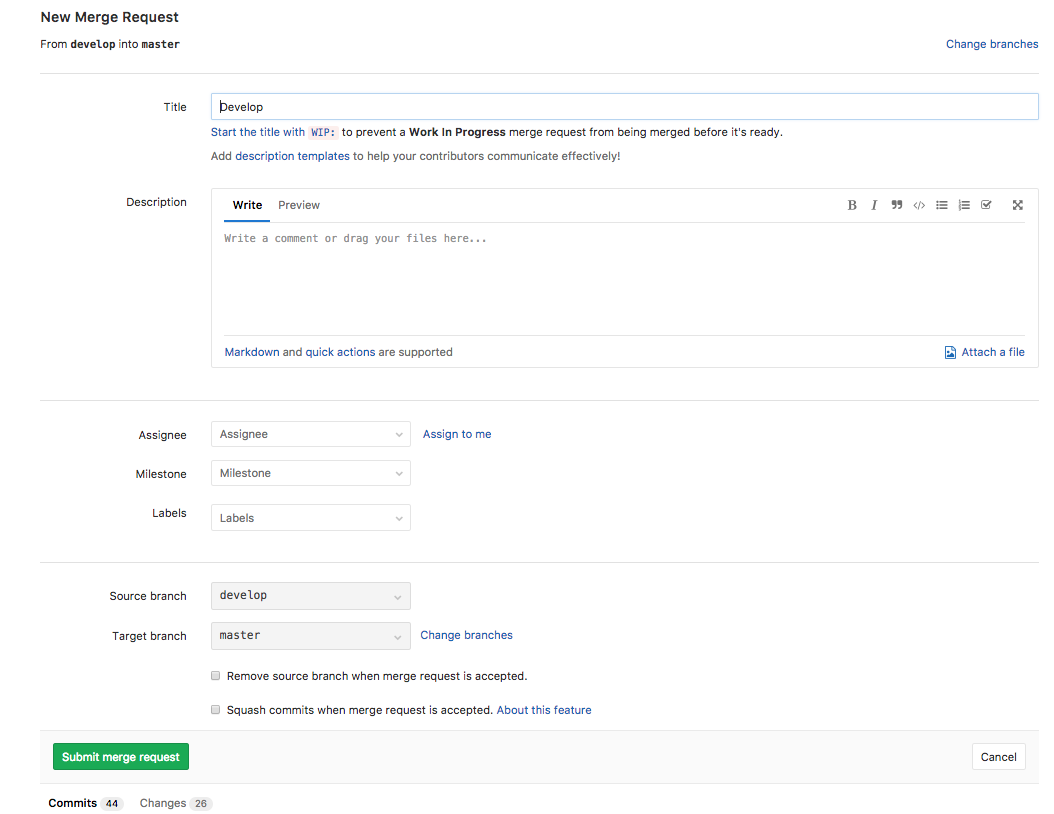 New Merge Request
From develop into master
Change branches
Title
Develop
Start the title with WIP: to prevent a Work In Progress merge request from being merged before it's ready.
Add description templates to help your contributors communicate effectively!
Description
Write Preview
Write a comment or drag your files here...
Markdown and quick actions are supported
Attach a file
Assignee
Assignee
Assign to me
Milestone
Milestone
Labels
Labels
Source branch
develop
Target branch
master
Change branches
Remove source branch when merge request is accepted.
Squash commits when merge request is accepted. About this feature
Submit merge request
Cancel
Commits 44 Changes 26